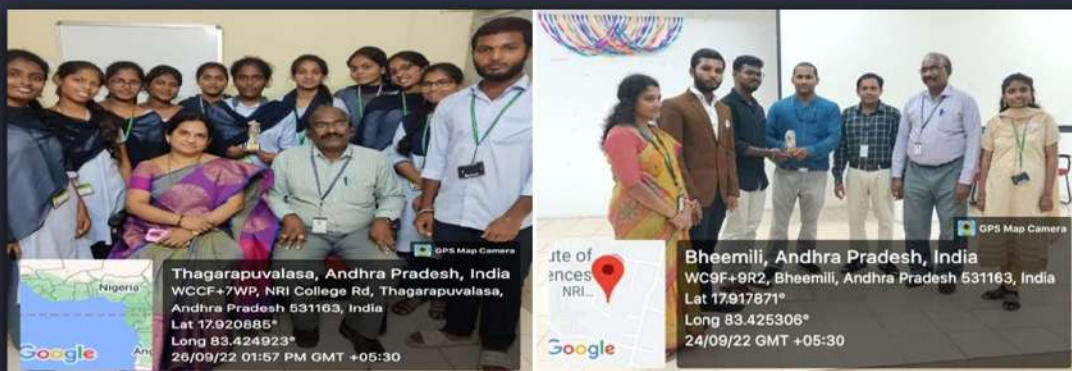 GPS Map Camera
Nigeria
Ang
Google
Thagarapuvalasa, Andhra Pradesh, India
WCCF+7WP, NRI College Rd, Thagarapuvalasa,
Andhra Pradesh 531163, India
Lat 17.920885°
Long 83.424923°
26/09/22 01:57 PM GMT +05:30
GPS Map Camera
ute of
ences
NRI...
Google
Bheemili, Andhra Pradesh, India
WC9F+9R2, Bheemili, Andhra Pradesh 531163, India
Lat 17.917871°
Long 83.425306°
24/09/22 GMT +05:30